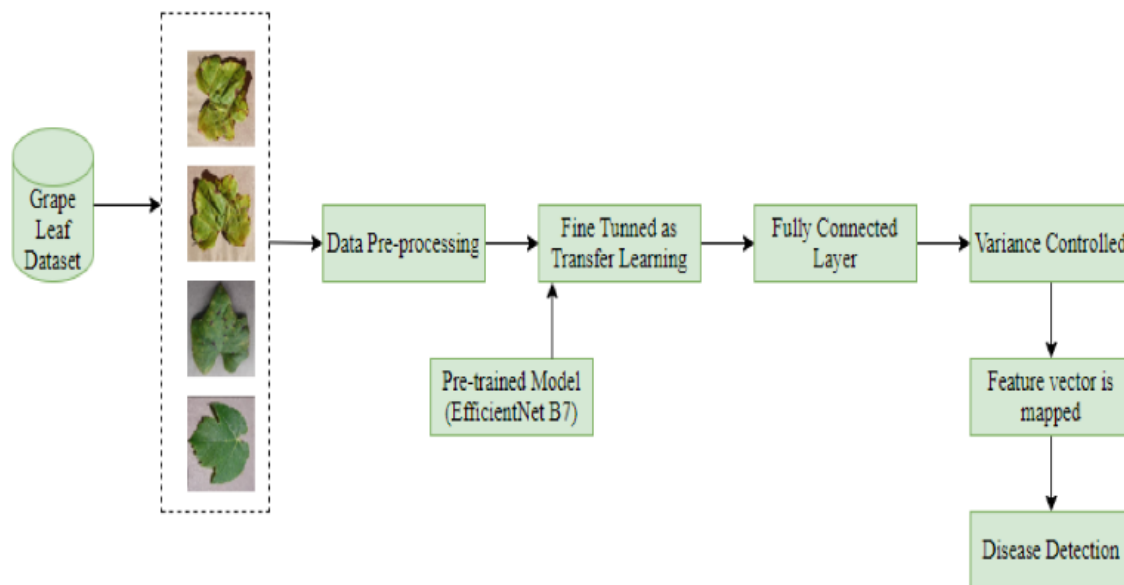 Grape
Leaf
Dataset
Data Pre-processing
Fine Tunned as
Transfer Learning
Fully Connected
Layer
Variance Controlled
Pre-trained Model
(EfficientNet B7)
Feature vector is
mapped
Disease Detection